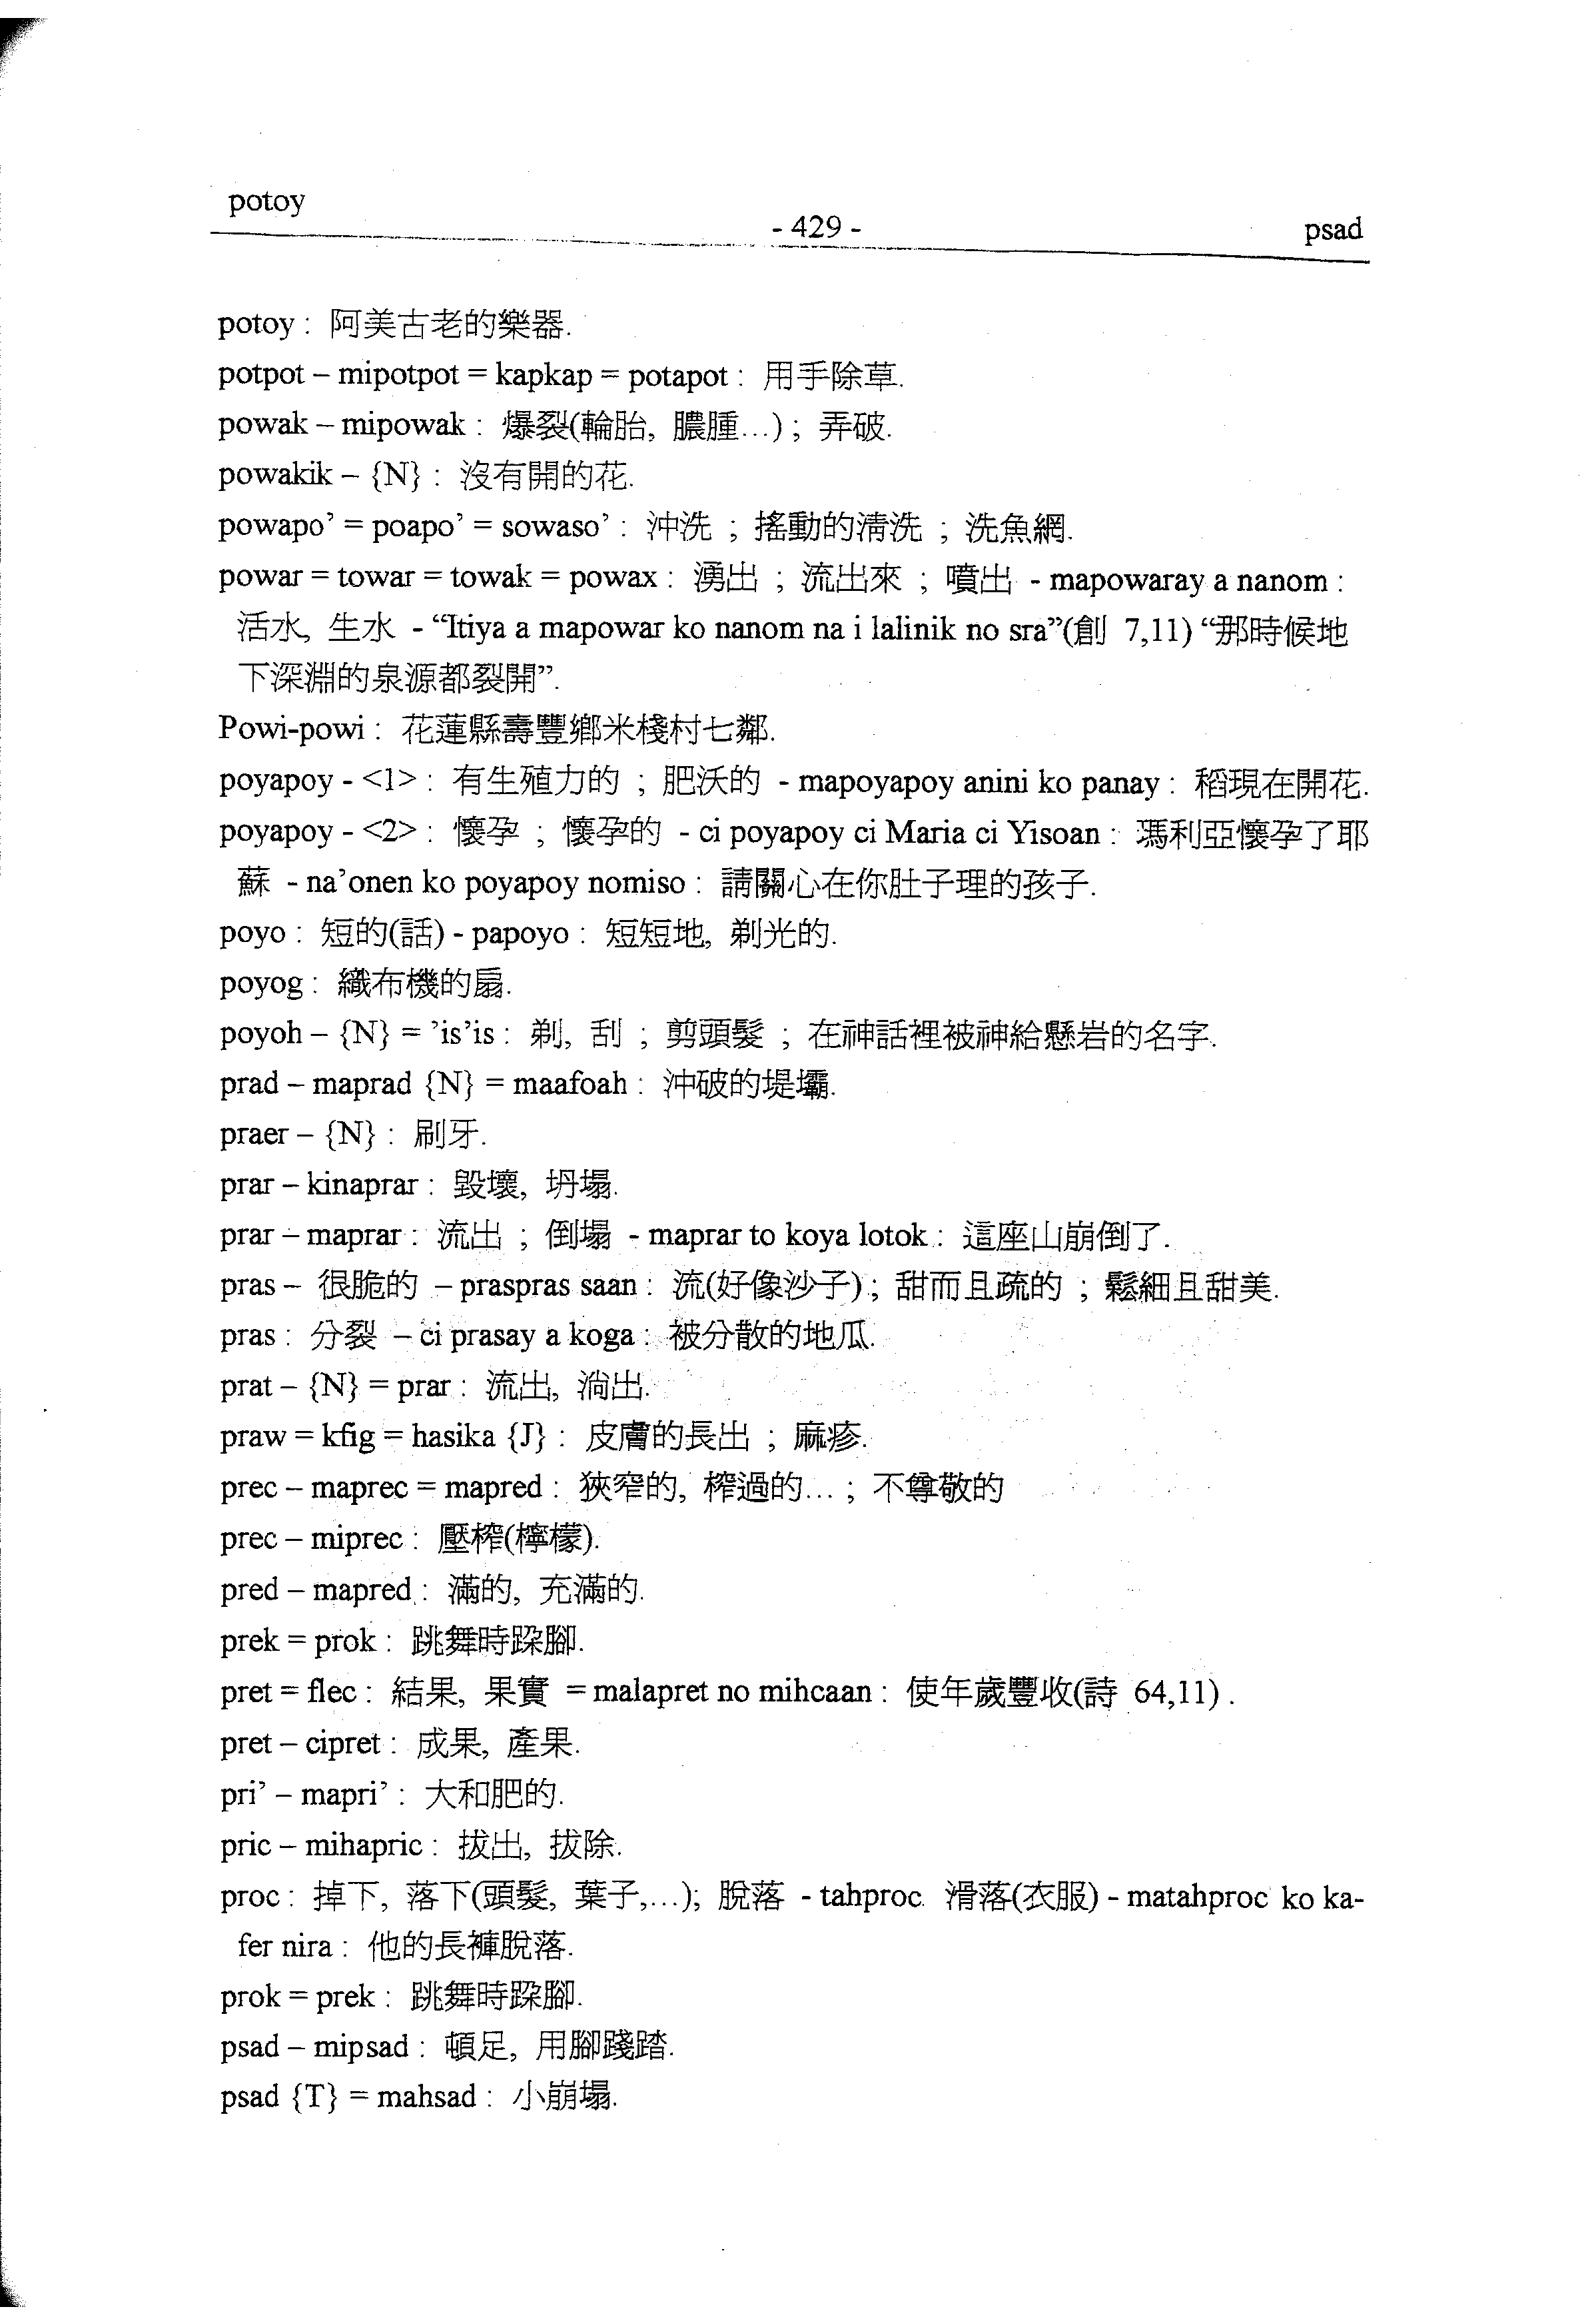 potoy
- 429 -
psad
potoy : 阿美古老的樂器.
potpot – mipotpot = kapkap = potapot : 用手除草.
powak – mipowak : 爆裂(輪胎, 膿腫...) ; 弄破.
powakik – {N} : 沒有開的花.
powapo’ = poapo’ = sowaso’ : 沖洗 ; 搖動的清洗 ; 洗魚網.
powar = towar = towak = powax : 湧出 ; 流出來 ; 噴出 - mapowaray a nanom :
活水, 生水 - “Itiya a mapowar ko nanom na i lalinik no sra”(創 7,11) “那時候地
下深淵的泉源都裂開”.
Powi-powi : 花蓮縣壽豐鄉米棧村七鄰.
poyapoy - <1> : 有生殖力的 ; 肥沃的 - mapoyapoy anini ko panay : 稻現在開花.
poyapoy - <2> : 懷孕 ; 懷孕的 - ci poyapoy ci Maria ci Yisoan : 瑪利亞懷孕了耶
蘇 - na’onen ko poyapoy nomiso : 請關心在你肚子理的孩子.
poyo : 短的(話) - papoyo : 短短地, 剃光的.
poyog : 織布機的扇.
poyoh – {N} = ’is’is : 剃, 刮 ; 剪頭髮 ; 在神話裡被神給懸岩的名字.
prad – maprad {N} = maafoah : 沖破的堤壩.
praer – {N} : 刷牙.
prar – kinaprar : 毀壞, 坍塌.
prar – maprar : 流出 ; 倒塌 - maprar to koya lotok : 這座山崩倒了.
pras – 很脆的 – praspras saan : 流(好像沙子) ; 甜而且疏的 ; 鬆細且甜美.
pras : 分裂 – ci prasay a koga : 被分散的地瓜.
prat – {N} = prar : 流出, 淌出.
praw = kfig = hasika {J} : 皮膚的長出 ; 麻疹.
prec – maprec = mapred : 狹窄的, 榨過的... ; 不尊敬的
prec – miprec : 壓榨(檸檬).
pred – mapred : 滿的, 充滿的.
prek = prok : 跳舞時跺腳.
pret = flec : 結果, 果實 = malapret no mihcaan : 使年歲豐收(詩 64,11) .
pret – cipret : 成果, 產果.
pri’ – mapri’ : 大和肥的.
pric – mihapric : 拔出, 拔除.
proc : 掉下, 落下(頭髮, 葉子,...); 脫落 - tahproc. 滑落(衣服) - matahproc ko ka-
fer nira : 他的長褲脫落.
prok = prek : 跳舞時跺腳.
psad – mipsad : 頓足, 用腳踐踏.
psad {T} = mahsad : 小崩塌.